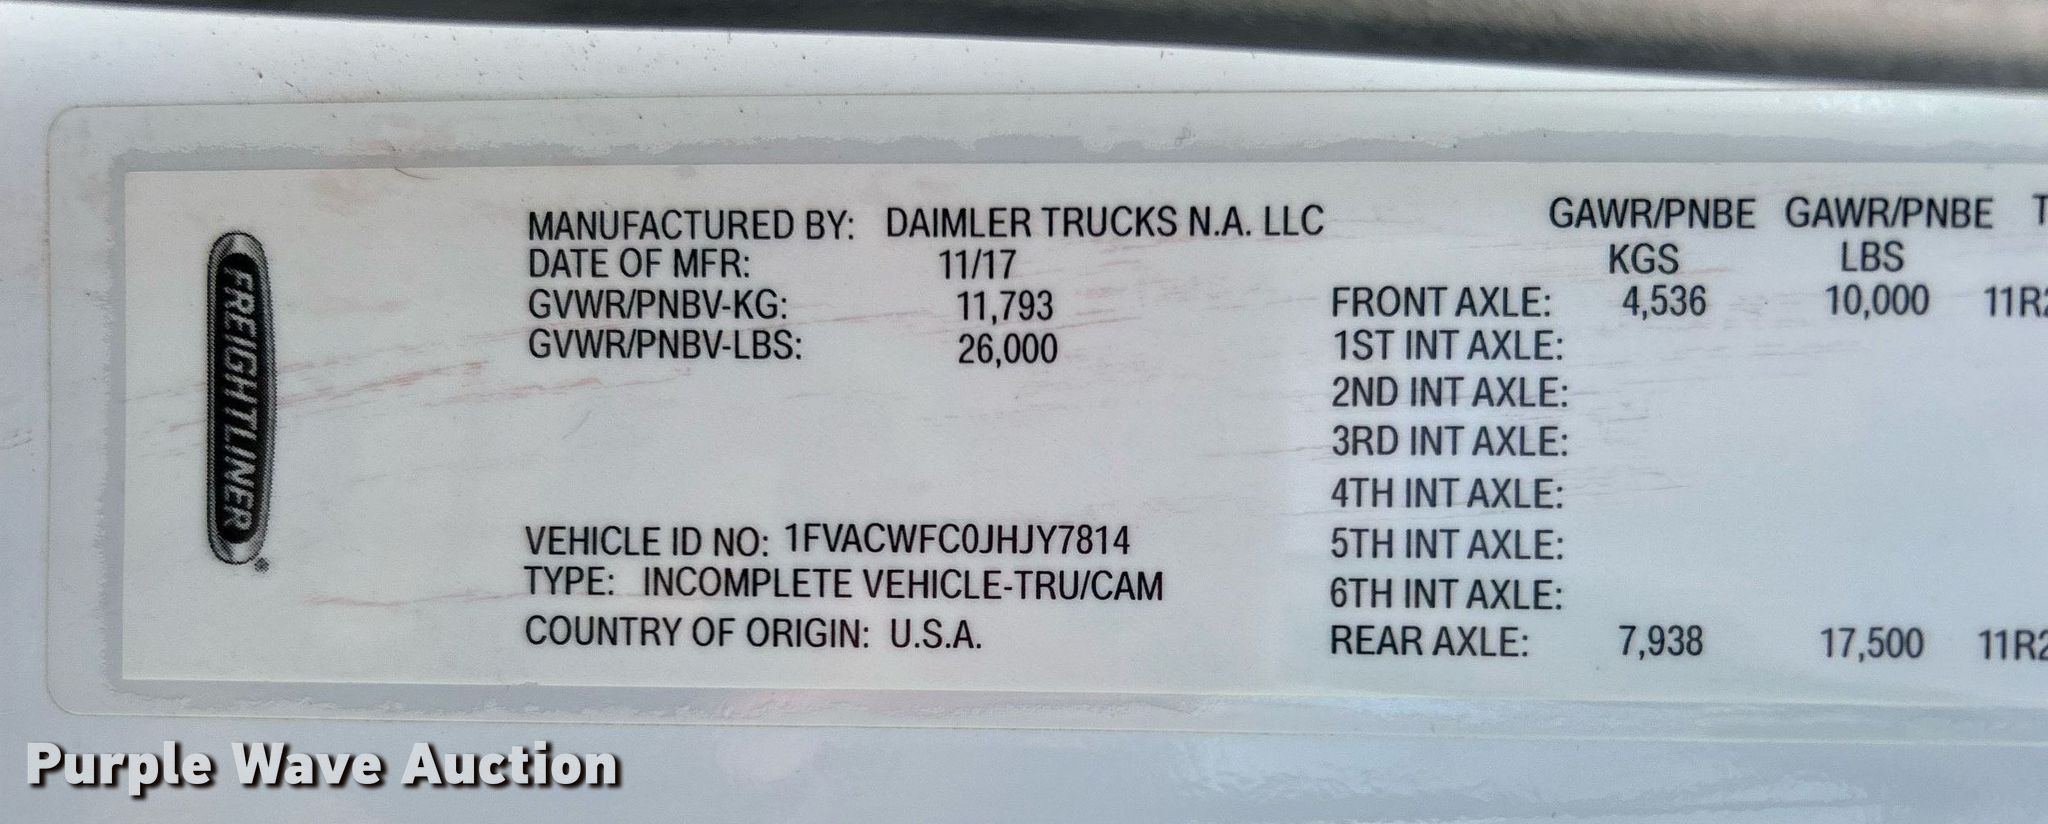 FREIGHTLINER
MANUFACTURED BY: DAIMLER TRUCKS N.A. LLC
DATE OF MFR: 11/17
GVWR/PNBV-KG: 11,793
GVWR/PNBV-LBS: 26,000
VEHICLE ID NO: 1FVACWFC0JHJY7814
TYPE: INCOMPLETE VEHICLE-TRU/CAM
COUNTRY OF ORIGIN: U.S.A.
GAWR/PNBE GAWR/PNBE
KGS LBS
FRONT AXLE: 4,536 10,000
1ST INT AXLE:
2ND INT AXLE:
3RD INT AXLE:
4TH INT AXLE:
5TH INT AXLE:
6TH INT AXLE:
REAR AXLE: 7,938 17,500
Purple Wave Auction